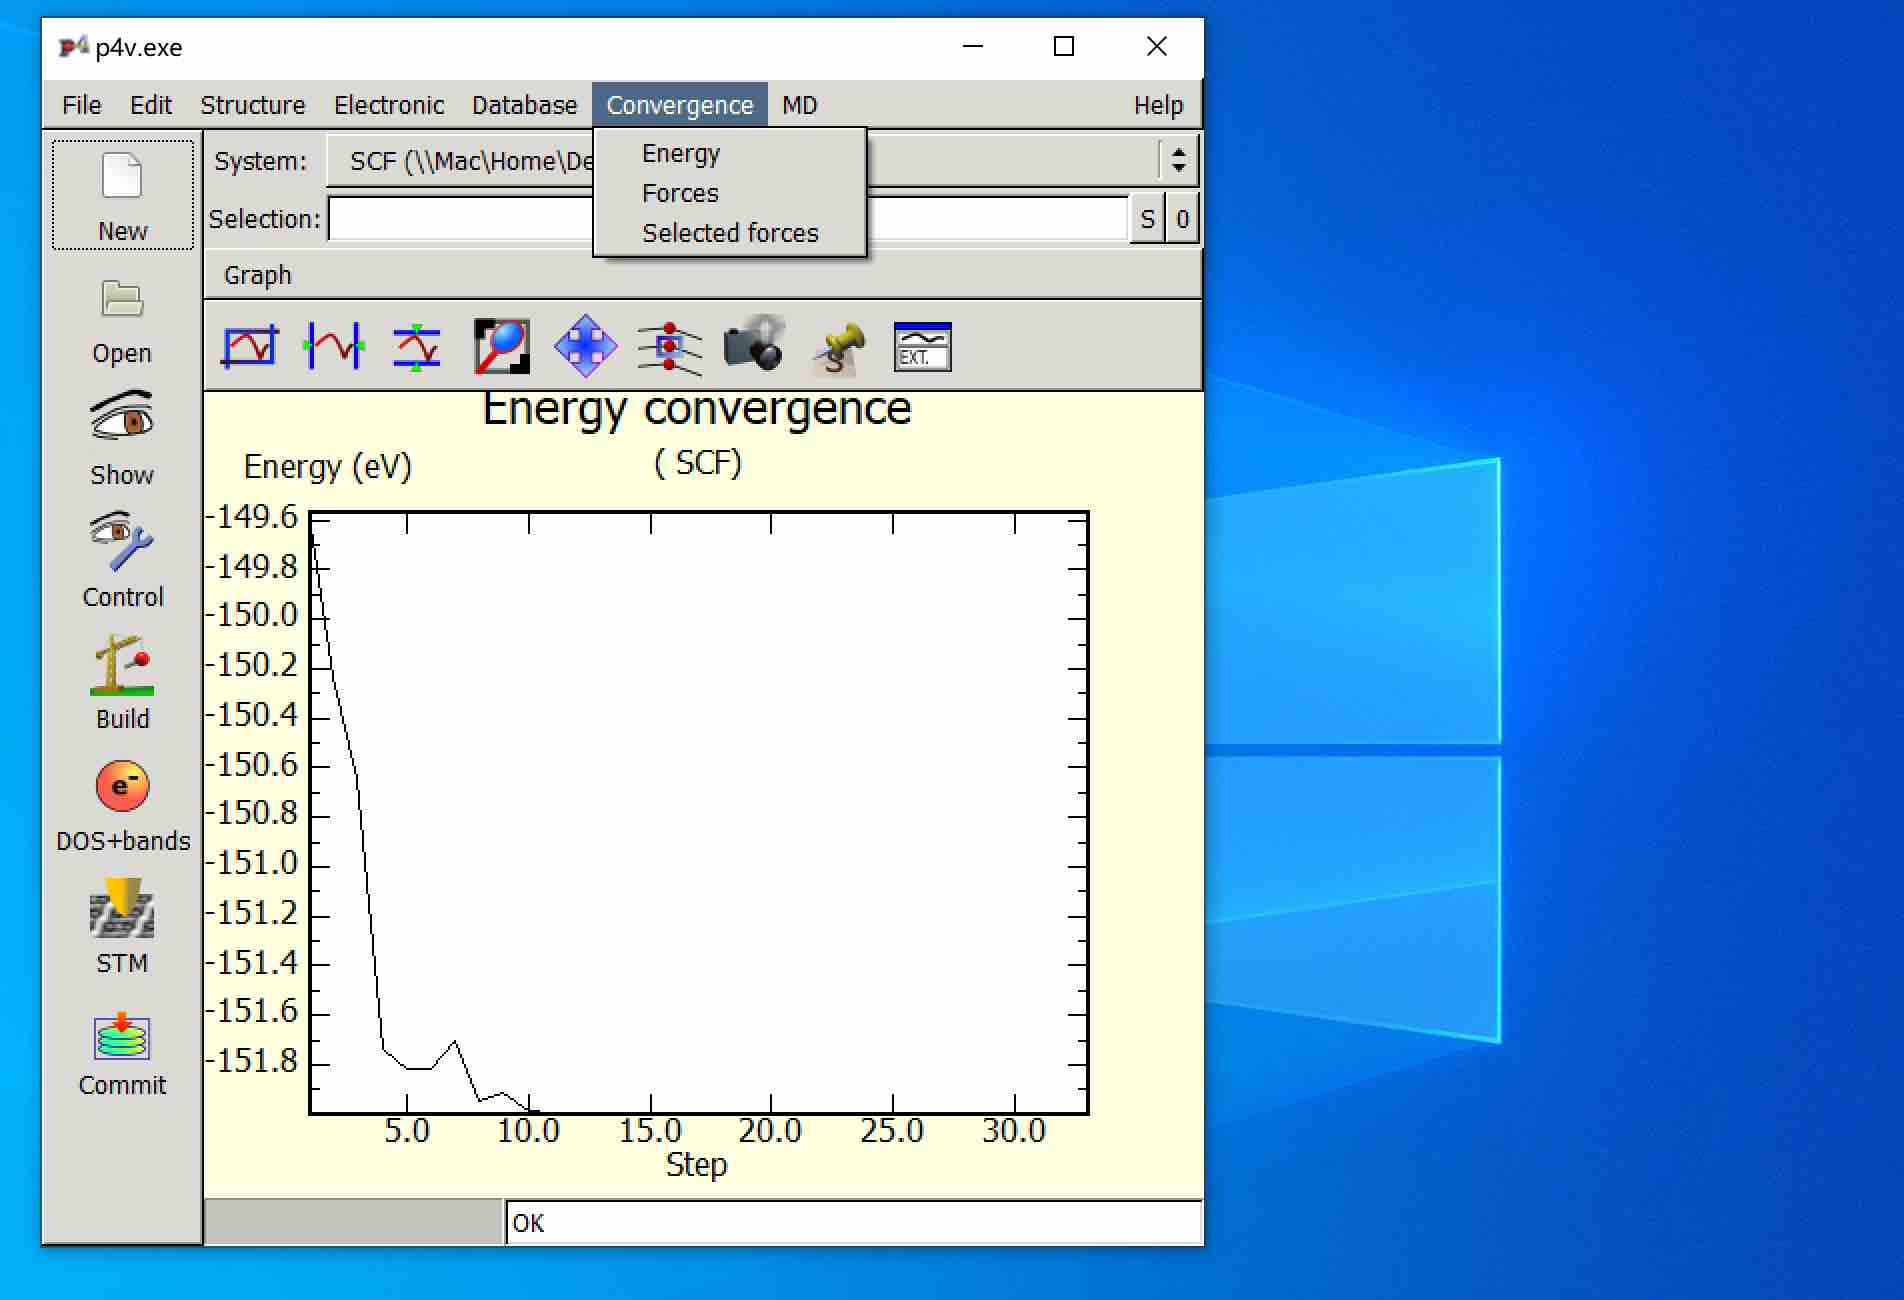 p4v.exe
File Edit Structure Electronic Database Convergence MD Help
System: SCF (\\Mac\Home\De
Energy
Forces
Selected forces
Selection: S 0
Graph
EXT.
New
Open
Show
Control
Build
e-
DOS+bands
STM
Commit
Energy convergence
( SCF)
Energy (eV)
-149.6
-149.8
-150.0
-150.2
-150.4
-150.6
-150.8
-151.0
-151.2
-151.4
-151.6
-151.8
5.0 10.0 15.0 20.0 25.0 30.0
Step
OK